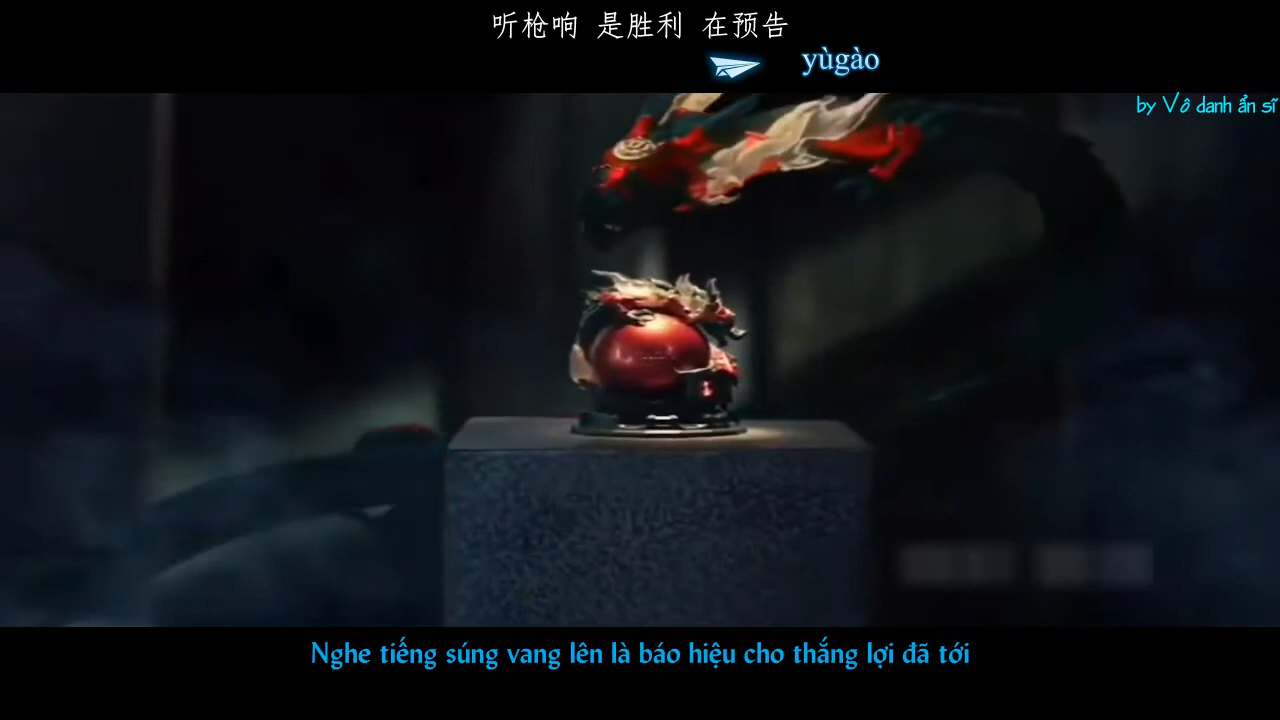 听枪响 是胜利 在预告
yùgào
by Vô danh ẩn sĩ
Nghe tiếng súng vang lên là báo hiệu cho thắng lợi đã tới